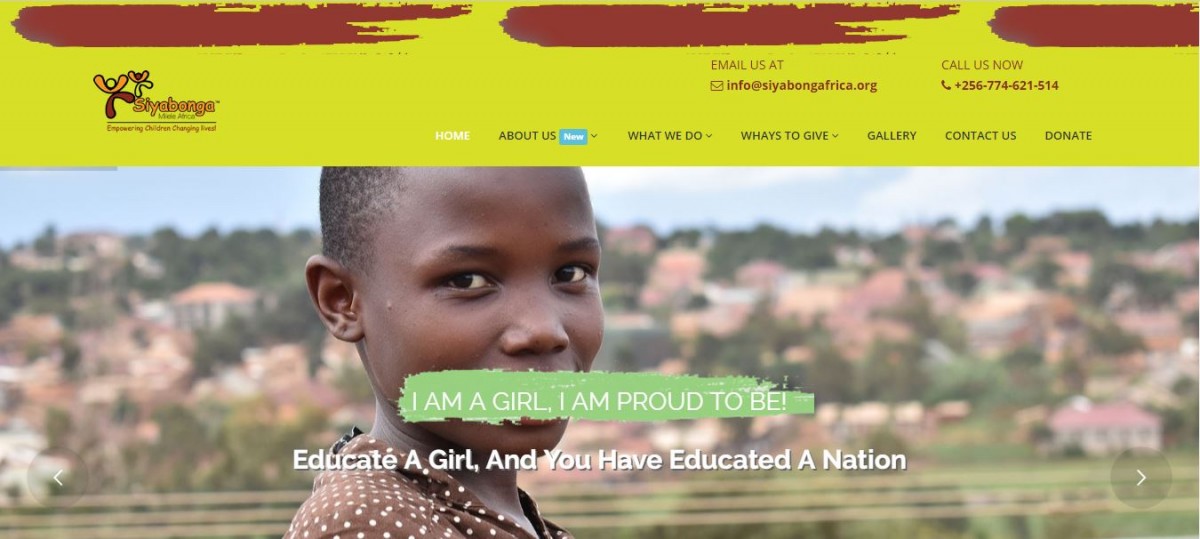 EMAIL US AT
info@siyabongafrica.org
CALL US NOW
+256-774-621-514
Siyabonga™
Miele Africa
Empowering Children Changing lives!
HOME ABOUT US New WHAT WE DO WHAYS TO GIVE GALLERY CONTACT US DONATE
I AM A GIRL, I AM PROUD TO BE!
Educate A Girl, And You Have Educated A Nation